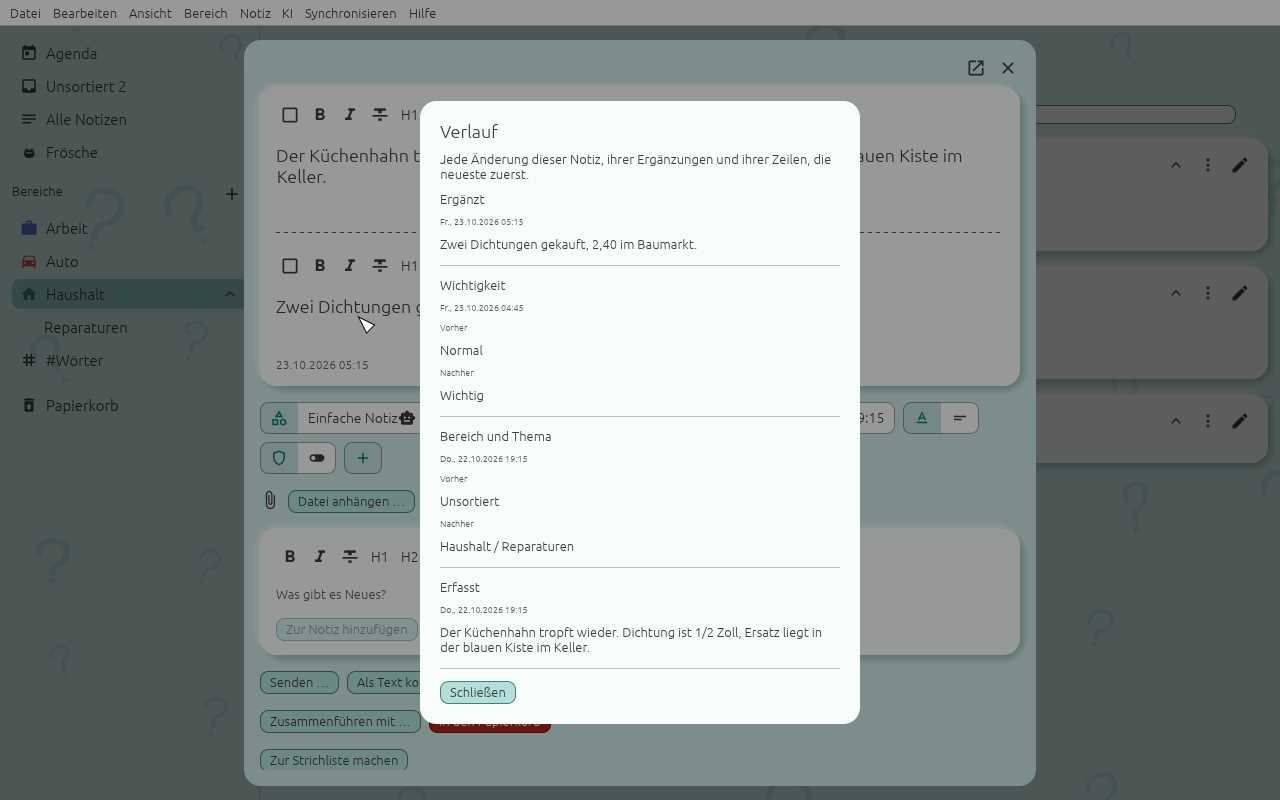 Datei Bearbeiten Ansicht Bereich Notiz KI Synchronisieren Hilfe
Agenda
Unsortiert 2
Alle Notizen
Frösche
Bereiche
Arbeit
Auto
Haushalt
Reparaturen
#Wörter
Papierkorb
B I H1
Der Küchenhahn
blauen Kiste im
Keller.
B I H1
Zwei Dichtungen
23.10.2026 05:15
Einfache Notiz
9:15
Datei anhängen ...
B I H1 H2
Was gibt es Neues?
Zur Notiz hinzufügen
Senden ...
Als Text
Zusammenführen mit ...
Zur Strichliste machen
Verlauf
Jede Änderung dieser Notiz, ihrer Ergänzungen und ihrer Zeilen, die
neueste zuerst.
Ergänzt
Fr., 23.10.2026 05:15
Zwei Dichtungen gekauft, 2,40 im Baumarkt.
Wichtigkeit
Fr., 23.10.2026 04:45
Vorher
Normal
Nachher
Wichtig
Bereich und Thema
Do., 22.10.2026 19:15
Vorher
Unsortiert
Nachher
Haushalt / Reparaturen
Erfasst
Do., 22.10.2026 19:15
Der Küchenhahn tropft wieder. Dichtung ist 1/2 Zoll, Ersatz liegt in
der blauen Kiste im Keller.
Schließen